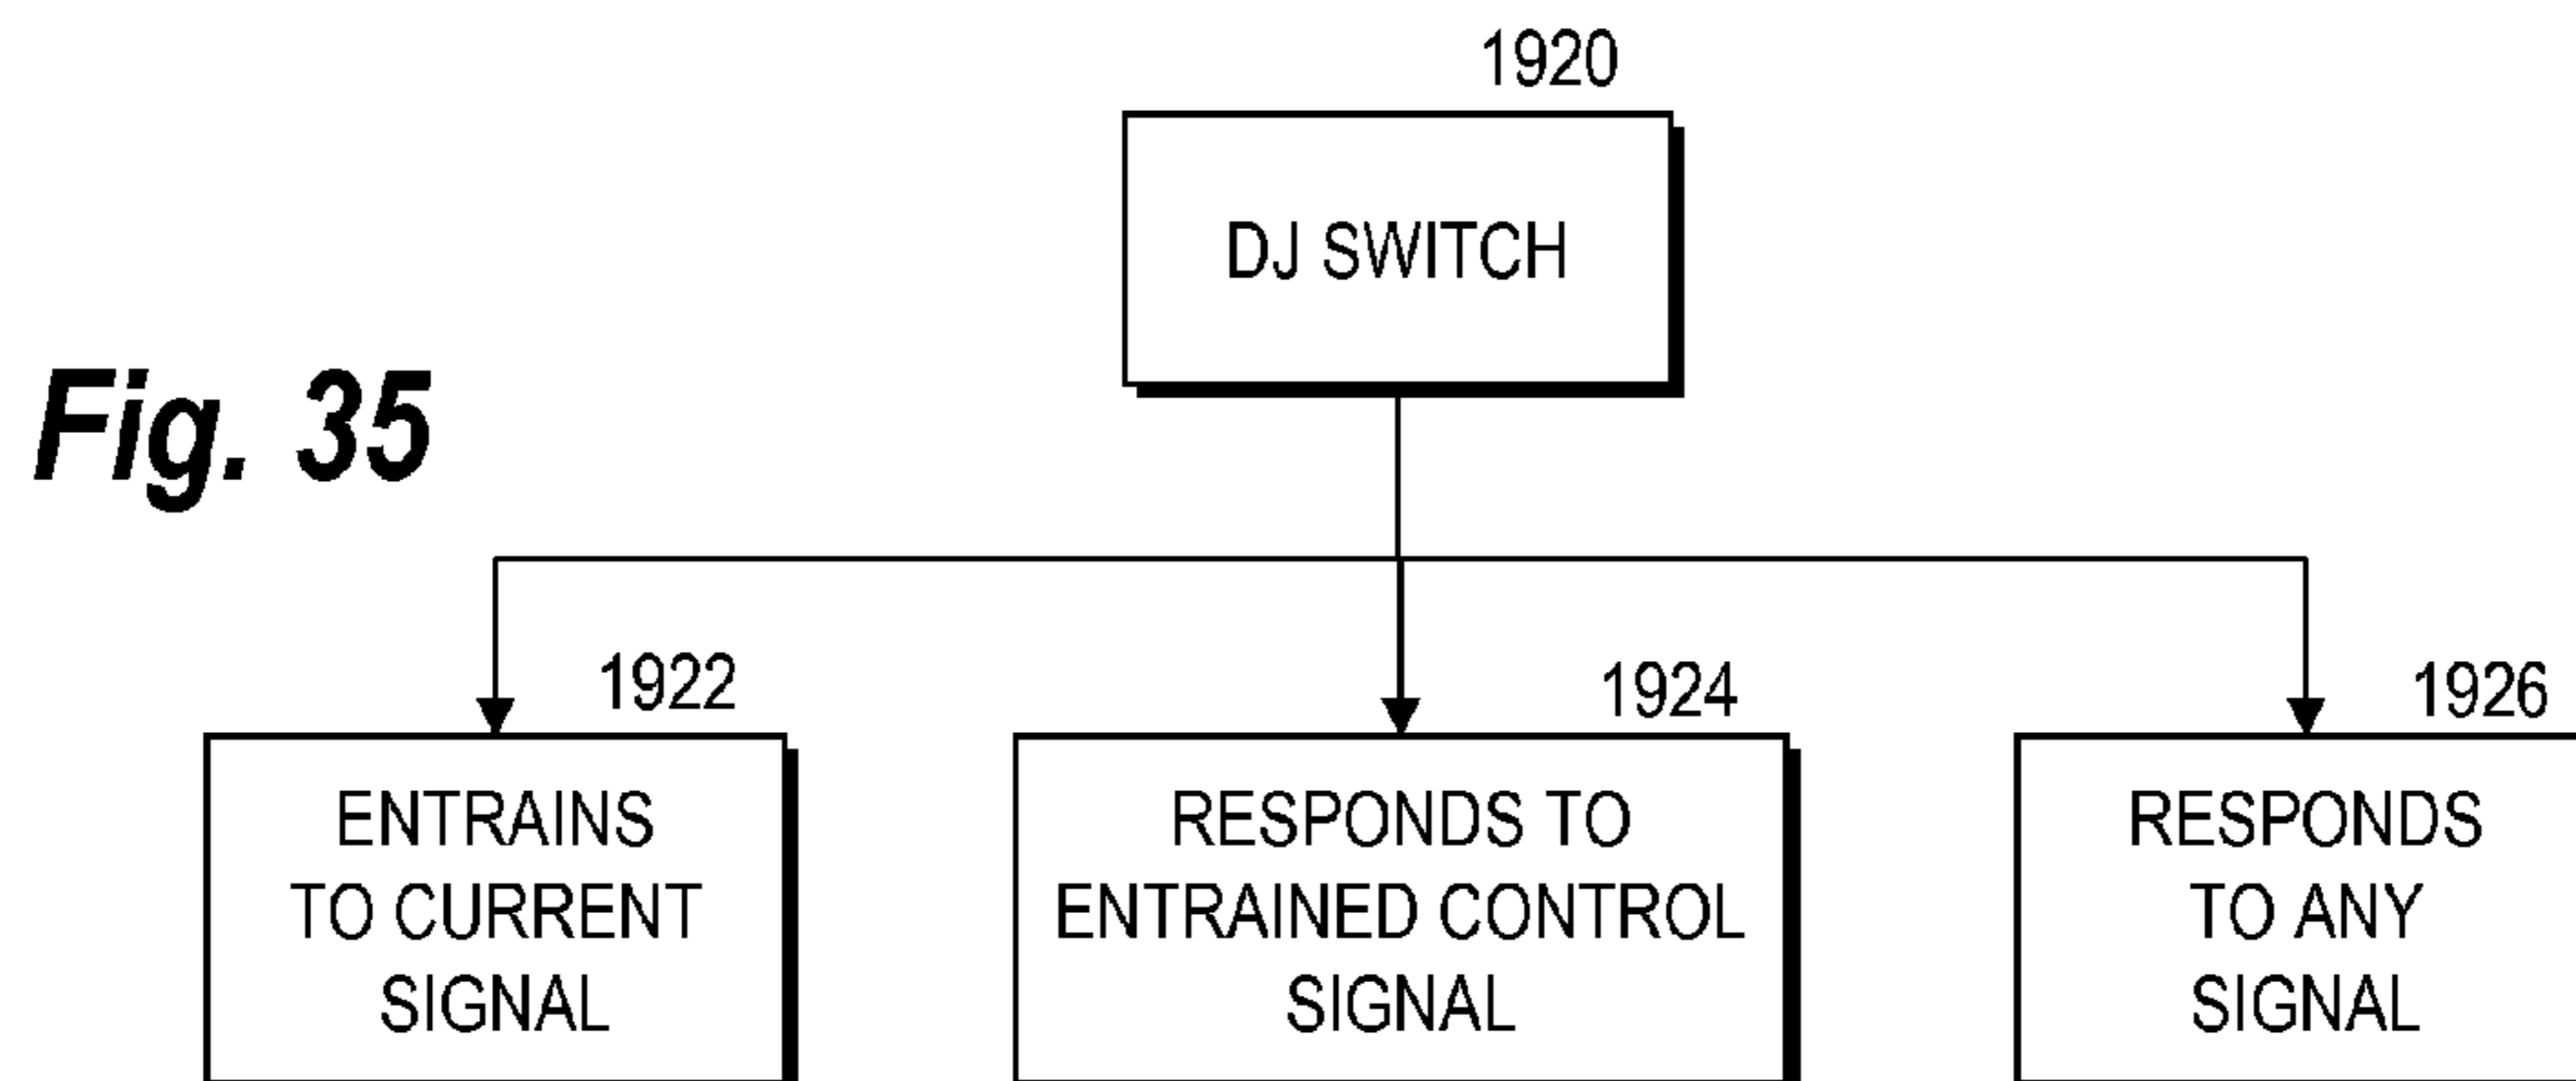 1920
DJ SWITCH
Fig. 35
1922
1924
1926
ENTRAINS
TO CURRENT
SIGNAL
RESPONDS TO
ENTRAINED CONTROL
SIGNAL
RESPONDS
TO ANY
SIGNAL